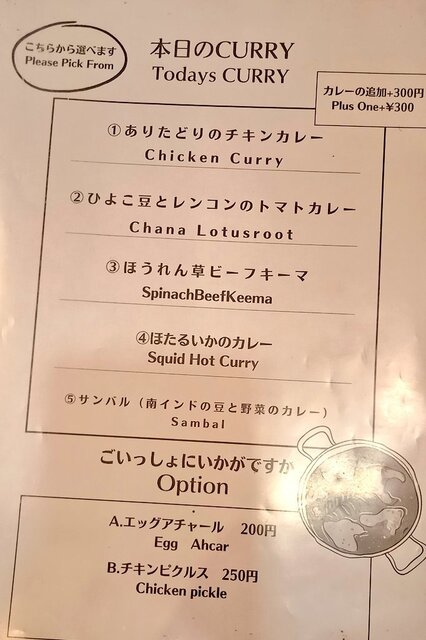 こちらから選べます
Please Pick From
本日のCURRY
Todays CURRY
カレーの追加+300円
Plus One+¥300
①ありたどりのチキンカレー
Chicken Curry
②ひよこ豆とレンコンのトマトカレー
Chana Lotusroot
③ほうれん草ビーフキーマ
SpinachBeefKeema
④ほたるいかのカレー
Squid Hot Curry
⑤サンバル（南インドの豆と野菜のカレー）
Sambal
ごいっしょにいかがですか
Option
A.エッグアチャール 200円
Egg Ahcar
B.チキンピクルス 250円
Chicken pickle